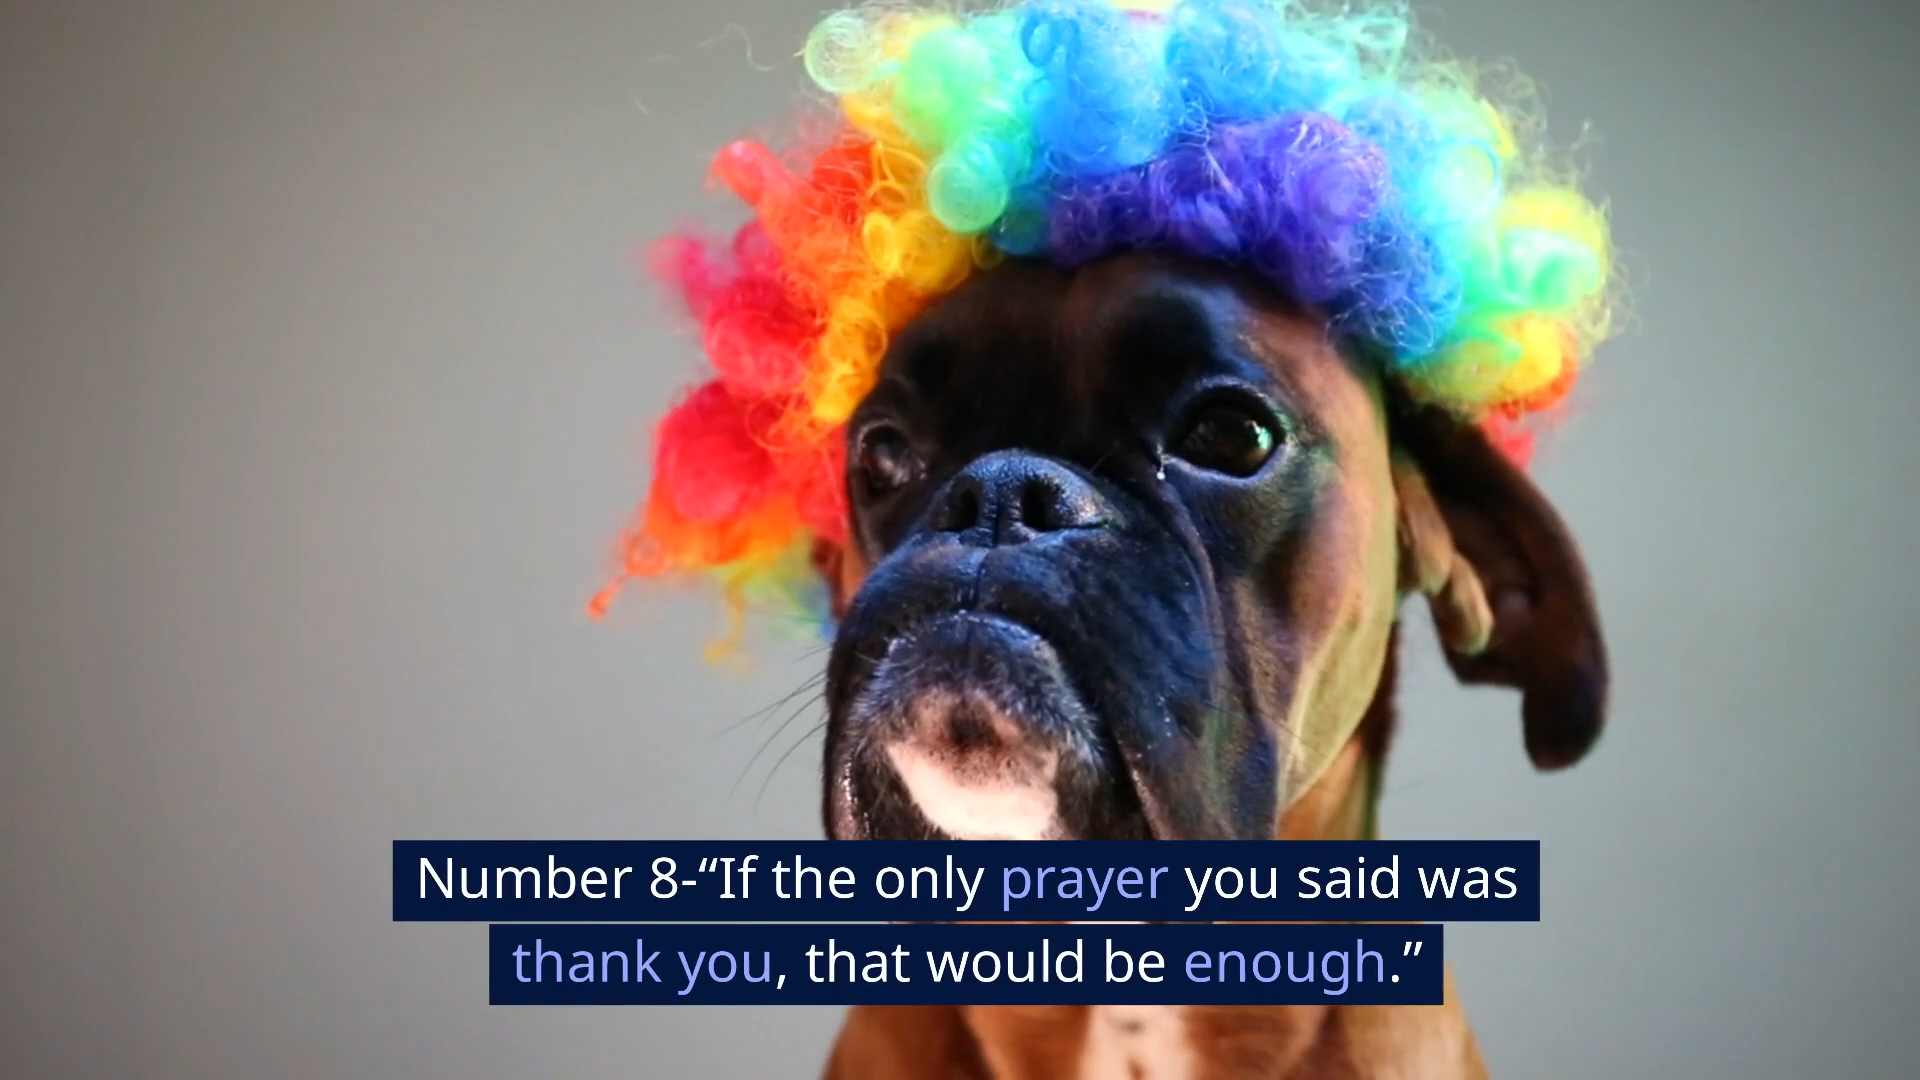 Number 8-“If the only prayer you said was
thank you, that would be enough.”